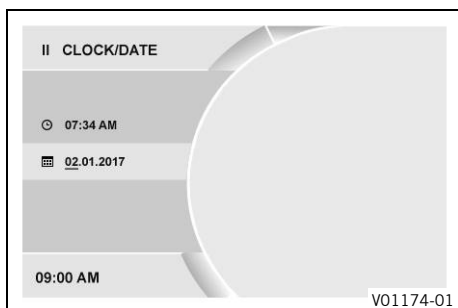 II CLOCK/DATE
07:34 AM
02.01.2017
09:00 AM
V01174-01